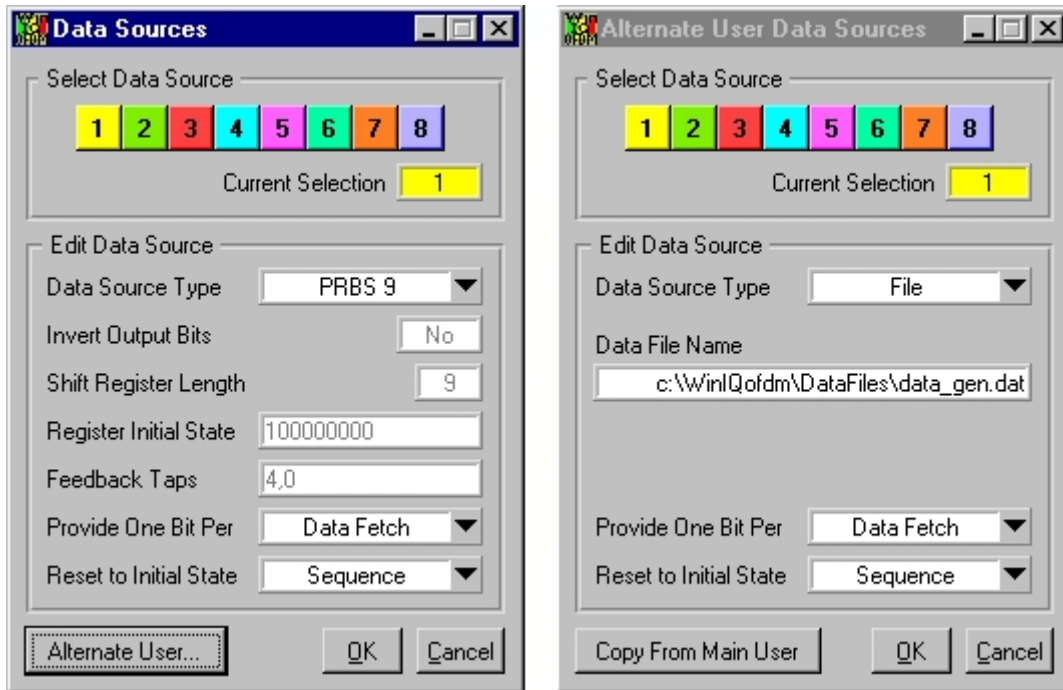 Data Sources
Select Data Source
1 2 3 4 5 6 7 8
Current Selection 1
Edit Data Source
Data Source Type PRBS 9
Invert Output Bits No
Shift Register Length 9
Register Initial State 100000000
Feedback Taps 4,0
Provide One Bit Per Data Fetch
Reset to Initial State Sequence
Alternate User... OK Cancel
Alternate User Data Sources
Select Data Source
1 2 3 4 5 6 7 8
Current Selection 1
Edit Data Source
Data Source Type File
Data File Name
c:\WinIQofdm\DataFiles\data_gen.dat
Provide One Bit Per Data Fetch
Reset to Initial State Sequence
Copy From Main User OK Cancel